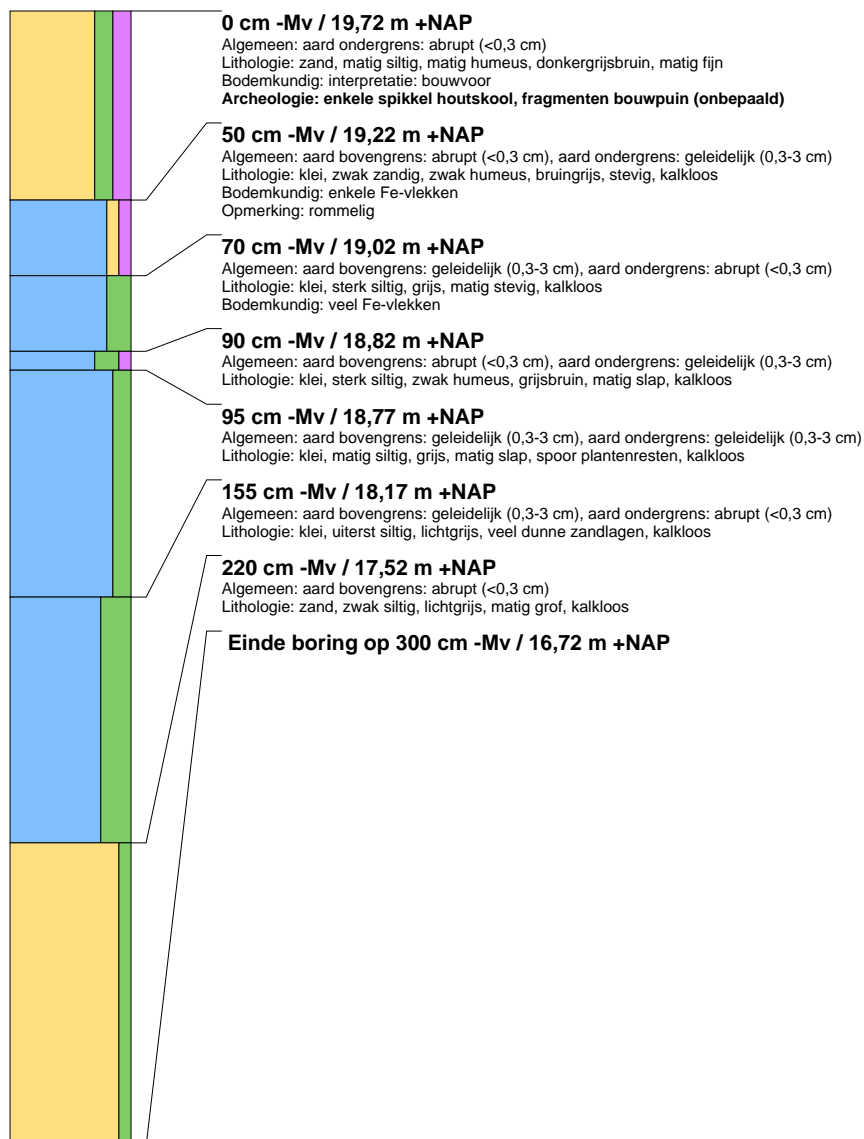 0 cm -Mv / 19,72 m +NAP
Algemeen: aard ondergrens: abrupt (<0,3 cm)
Lithologie: zand, matig siltig, matig humeus, donkergrijsbruin, matig fijn
Bodemkundig: interpretatie: bouwvoor
Archeologie: enkele spikkel houtskool, fragmenten bouwpuin (onbepaald)
50 cm -Mv / 19,22 m +NAP
Algemeen: aard bovengrens: abrupt (<0,3 cm), aard ondergrens: geleidelijk (0,3-3 cm)
Lithologie: klei, zwak zandig, zwak humeus, bruingrijs, stevig, kalkloos
Bodemkundig: enkele Fe-vlekken
Opmerking: rommelig
70 cm -Mv / 19,02 m +NAP
Algemeen: aard bovengrens: geleidelijk (0,3-3 cm), aard ondergrens: abrupt (<0,3 cm)
Lithologie: klei, sterk siltig, grijs, matig stevig, kalkloos
Bodemkundig: veel Fe-vlekken
90 cm -Mv / 18,82 m +NAP
Algemeen: aard bovengrens: abrupt (<0,3 cm), aard ondergrens: geleidelijk (0,3-3 cm)
Lithologie: klei, sterk siltig, zwak humeus, grijsbruin, matig slap, kalkloos
95 cm -Mv / 18,77 m +NAP
Algemeen: aard bovengrens: geleidelijk (0,3-3 cm), aard ondergrens: geleidelijk (0,3-3 cm)
Lithologie: klei, matig siltig, grijs, matig slap, spoor plantenresten, kalkloos
155 cm -Mv / 18,17 m +NAP
Algemeen: aard bovengrens: geleidelijk (0,3-3 cm), aard ondergrens: abrupt (<0,3 cm)
Lithologie: klei, uiterst siltig, lichtgrijs, veel dunne zandlagen, kalkloos
220 cm -Mv / 17,52 m +NAP
Algemeen: aard bovengrens: abrupt (<0,3 cm)
Lithologie: zand, zwak siltig, lichtgrijs, matig grof, kalkloos
Einde boring op 300 cm -Mv / 16,72 m +NAP